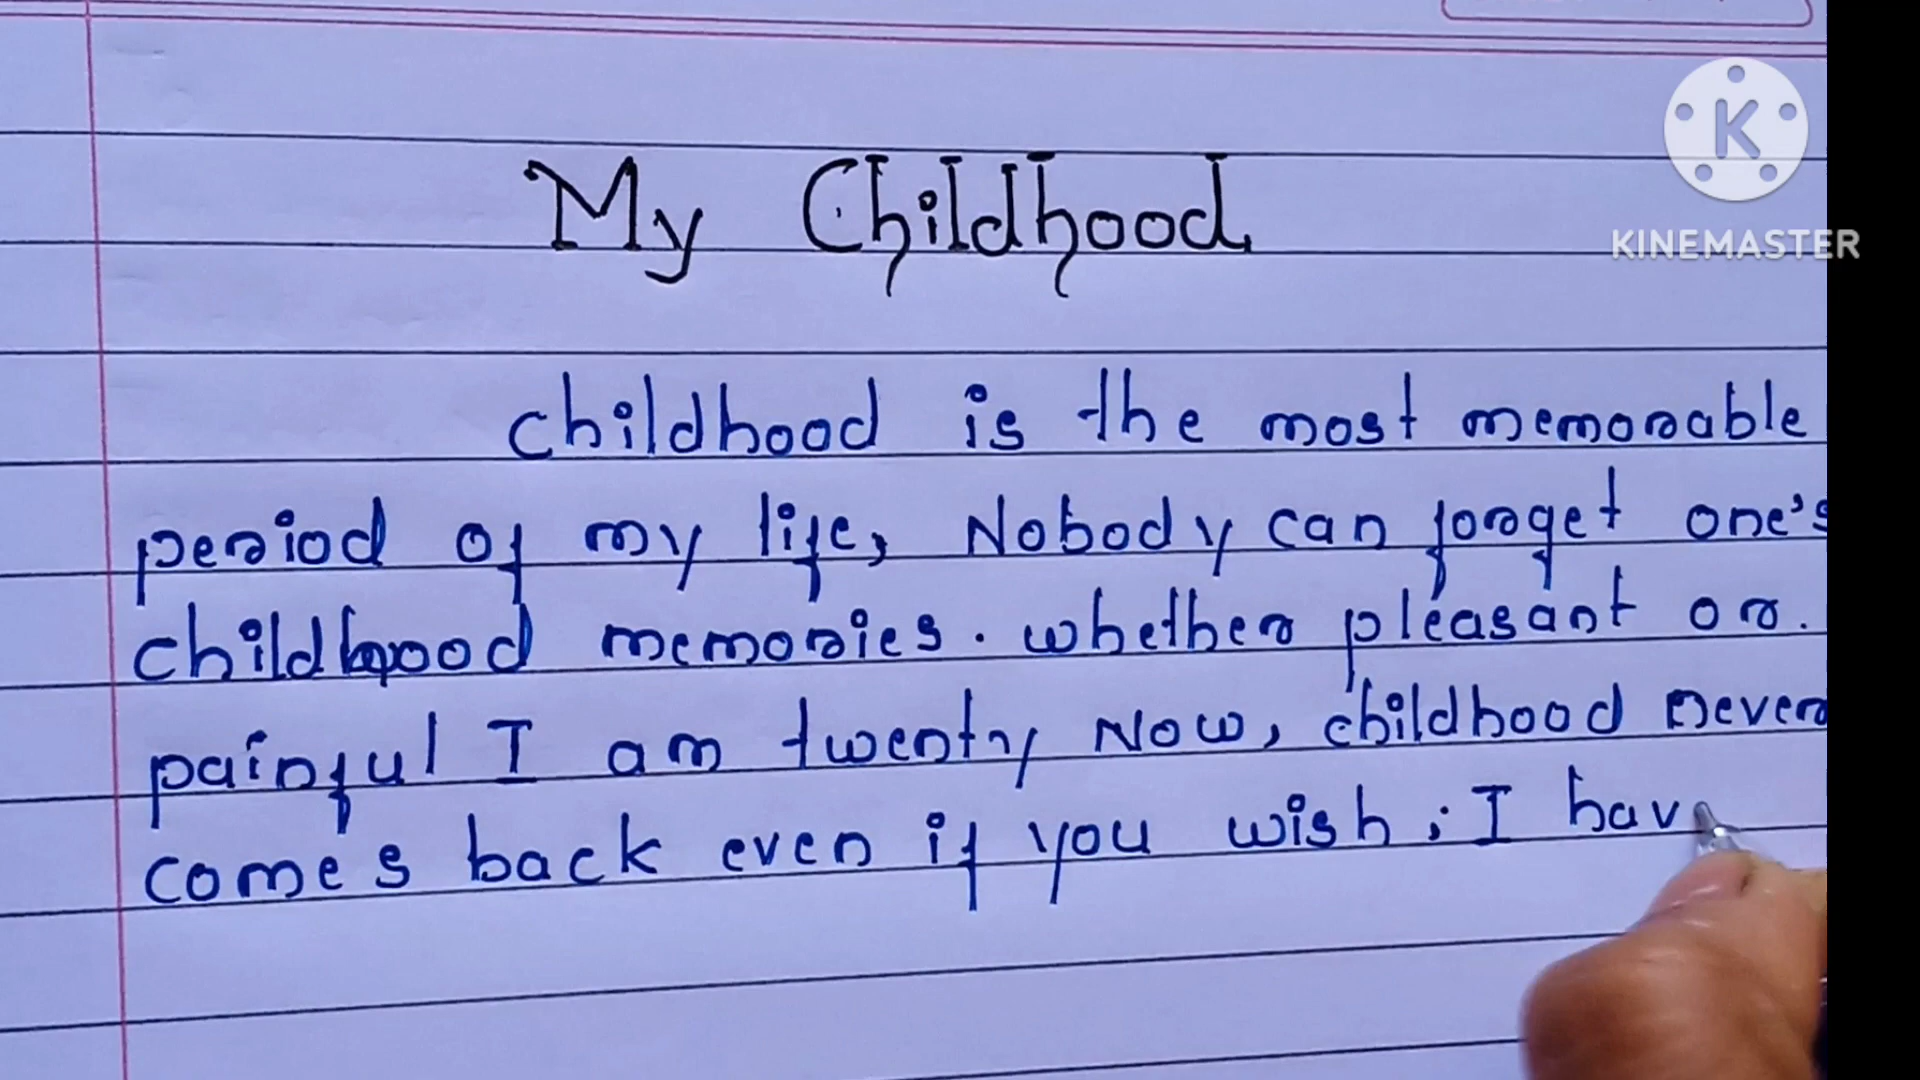 My Childhood
childhood is the most memorable
period of my life, Nobody can forget one's
childhood memories. whether pleasant or.
painful I am twenty Now, childhood never
comes back even if you wish; I hav
K
KINEMASTER